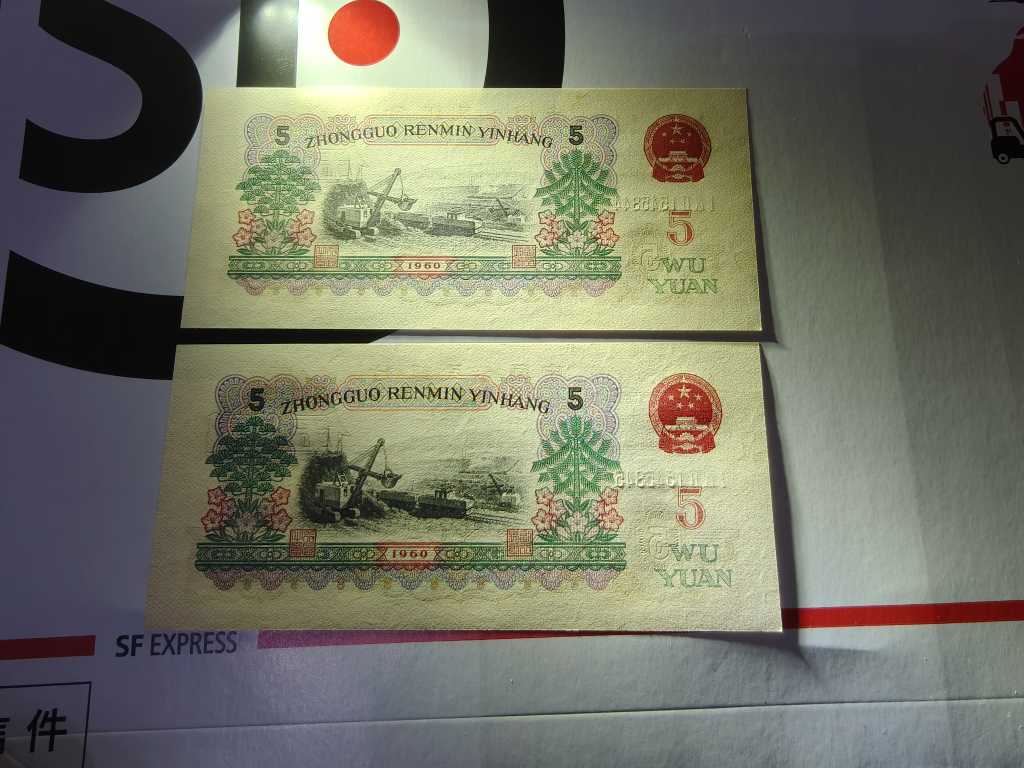 5 ZHONGGUO RENMIN YINHANG 5
5
1960
WU
YUAN
5 ZHONGGUO RENMIN YINHANG 5
5
1960
WU
YUAN
SF EXPRESS
件